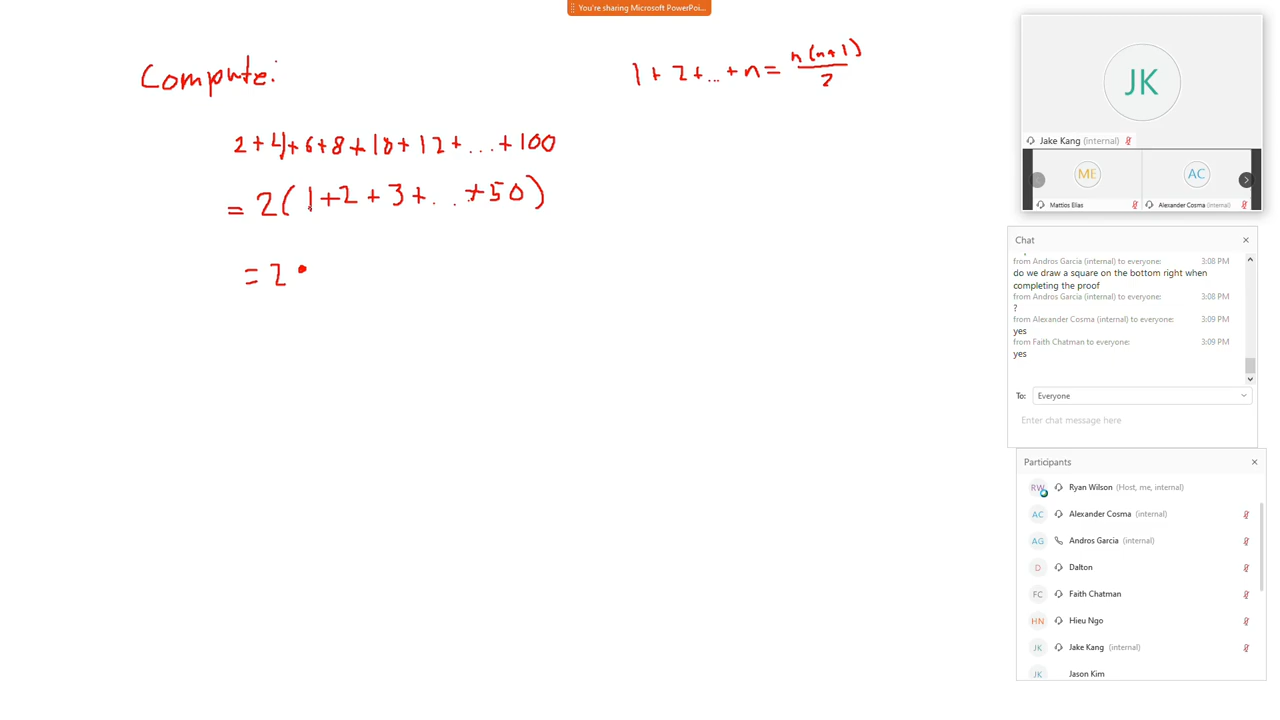 You're sharing Microsoft PowerPoi...
Compute:
1 + 2 + ... + n = n(n+1)/2
2 + 4 + 6 + 8 + 10 + 12 + ... + 100
= 2(1 + 2 + 3 + ... + 50)
= 2 •
JK
Jake Kang (internal)
ME
AC
Mattios Elias
Alexander Cosma (internal)
Chat
from Andros Garcia (internal) to everyone: 3:08 PM
do we draw a square on the bottom right when
completing the proof
from Andros Garcia (internal) to everyone: 3:08 PM
?
from Alexander Cosma (internal) to everyone: 3:09 PM
yes
from Faith Chatman to everyone: 3:09 PM
yes
To: Everyone
Enter chat message here
Participants
RW Ryan Wilson (Host, me, internal)
AC Alexander Cosma (internal)
AG Andros Garcia (internal)
D Dalton
FC Faith Chatman
HN Hieu Ngo
JK Jake Kang (internal)
JK Jason Kim